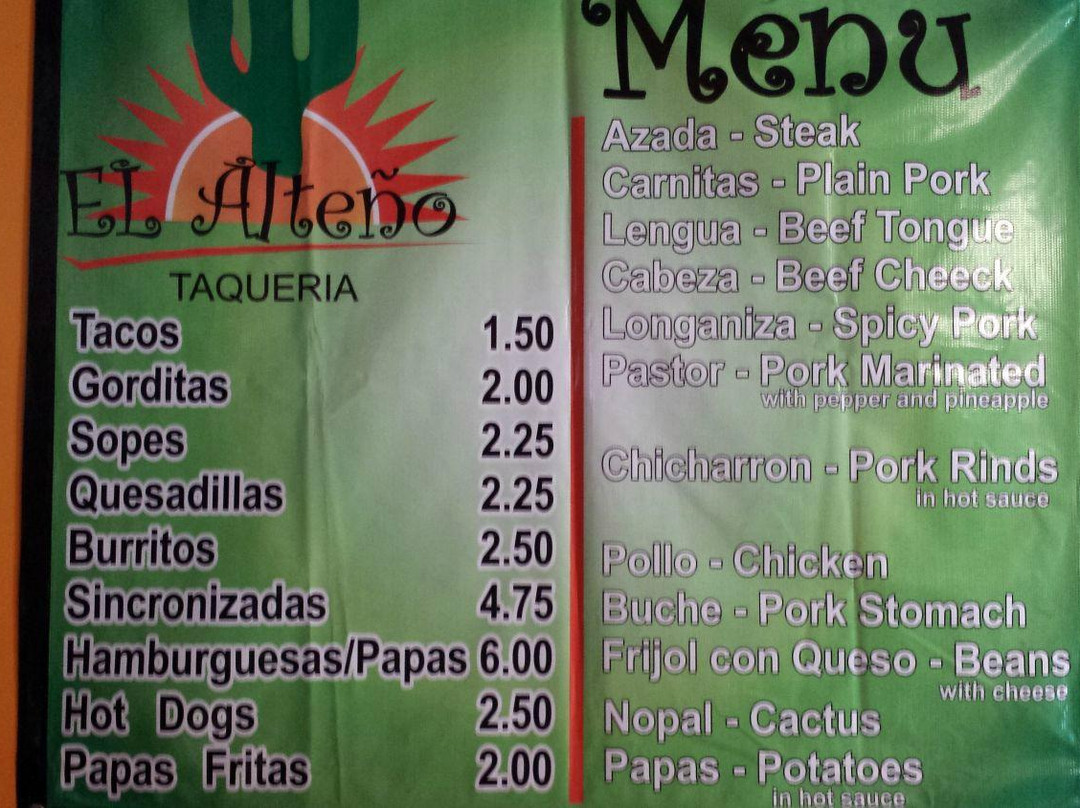 EL Alteño
TAQUERIA
Tacos 1.50
Gorditas 2.00
Sopes 2.25
Quesadillas 2.25
Burritos 2.50
Sincronizadas 4.75
Hamburguesas/Papas 6.00
Hot Dogs 2.50
Papas Fritas 2.00
Menu
Azada - Steak
Carnitas - Plain Pork
Lengua - Beef Tongue
Cabeza - Beef Cheeck
Longaniza - Spicy Pork
Pastor - Pork Marinated
with pepper and pineapple
Chicharron - Pork Rinds
in hot sauce
Pollo - Chicken
Buche - Pork Stomach
Frijol con Queso - Beans
with cheese
Nopal - Cactus
Papas - Potatoes
in hot sauce